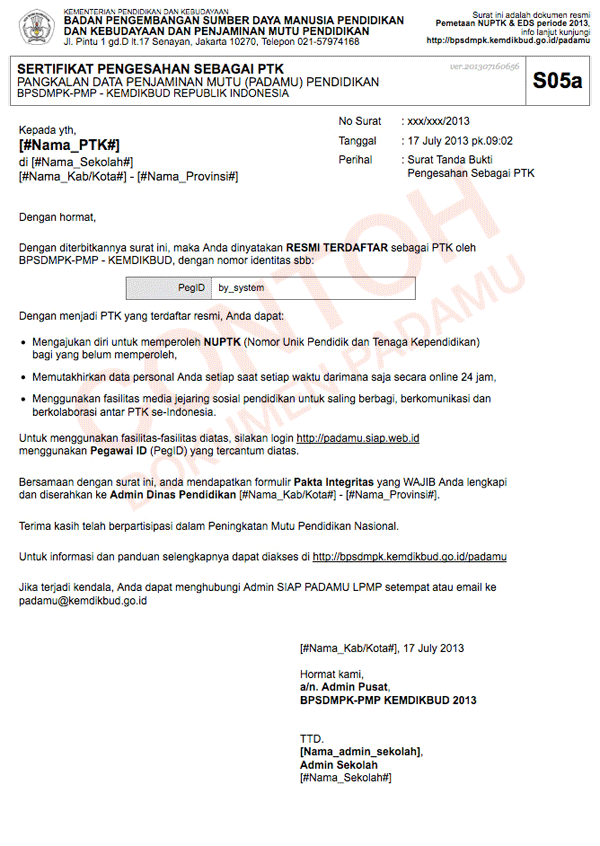 KEMENTERIAN PENDIDIKAN DAN KEBUDAYAAN
BADAN PENGEMBANGAN SUMBER DAYA MANUSIA PENDIDIKAN
DAN KEBUDAYAAN DAN PENJAMINAN MUTU PENDIDIKAN
Jl. Pintu 1 gd.D lt.17 Senayan, Jakarta 10270, Telepon 021-57974168
Surat ini adalah dokumen resmi
Pemetaan NUPTK & EDS periode 2013,
info lanjut kunjungi
http://bpsdmpk.kemdikbud.go.id/padamu
SERTIFIKAT PENGESAHAN SEBAGAI PTK
PANGKALAN DATA PENJAMINAN MUTU (PADAMU) PENDIDIKAN
BPSDMPK-PMP - KEMDIKBUD REPUBLIK INDONESIA
ver.201307160656
S05a
Kepada yth,
[#Nama_PTK#]
di [#Nama_Sekolah#]
[#Nama_Kab/Kota#] - [#Nama_Provinsi#]
No Surat : xxx/xxx/2013
Tanggal : 17 July 2013 pk.09:02
Perihal : Surat Tanda Bukti
Pengesahan Sebagai PTK
Dengan hormat,
Dengan diterbitkannya surat ini, maka Anda dinyatakan RESMI TERDAFTAR sebagai PTK oleh
BPSDMPK-PMP - KEMDIKBUD, dengan nomor identitas sbb:
PegID by_system
Dengan menjadi PTK yang terdaftar resmi, Anda dapat:
• Mengajukan diri untuk memperoleh NUPTK (Nomor Unik Pendidik dan Tenaga Kependidikan)
bagi yang belum memperoleh,
• Memutakhirkan data personal Anda setiap saat setiap waktu darimana saja secara online 24 jam,
• Menggunakan fasilitas media jejaring sosial pendidikan untuk saling berbagi, berkomunikasi dan
berkolaborasi antar PTK se-Indonesia.
Untuk menggunakan fasilitas-fasilitas diatas, silakan login http://padamu.siap.web.id
menggunakan Pegawai ID (PegID) yang tercantum diatas.
Bersamaan dengan surat ini, anda mendapatkan formulir Pakta Integritas yang WAJIB Anda lengkapi
dan diserahkan ke Admin Dinas Pendidikan [#Nama_Kab/Kota#] - [#Nama_Provinsi#].
Terima kasih telah berpartisipasi dalam Peningkatan Mutu Pendidikan Nasional.
Untuk informasi dan panduan selengkapnya dapat diakses di http://bpsdmpk.kemdikbud.go.id/padamu
Jika terjadi kendala, Anda dapat menghubungi Admin SIAP PADAMU LPMP setempat atau email ke
padamu@kemdikbud.go.id
[#Nama_Kab/Kota#], 17 July 2013
Hormat kami,
a/n. Admin Pusat,
BPSDMPK-PMP KEMDIKBUD 2013
TTD.
[Nama_admin_sekolah],
Admin Sekolah
[#Nama_Sekolah#]
CONTOH
DOKUMEN PADAMU